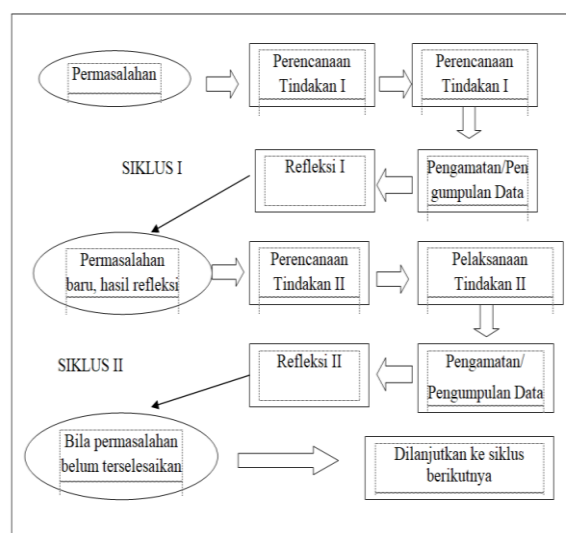 Permasalahan
Perencanaan
Tindakan I
Perencanaan
Tindakan I
SIKLUS I
Refleksi I
Pengamatan/Pen
gumpulan Data
Permasalahan
baru, hasil refleksi
Perencanaan
Tindakan II
Pelaksanaan
Tindakan II
SIKLUS II
Refleksi II
Pengamatan/
Pengumpulan Data
Bila permasalahan
belum terselesaikan
Dilanjutkan ke siklus
berikutnya